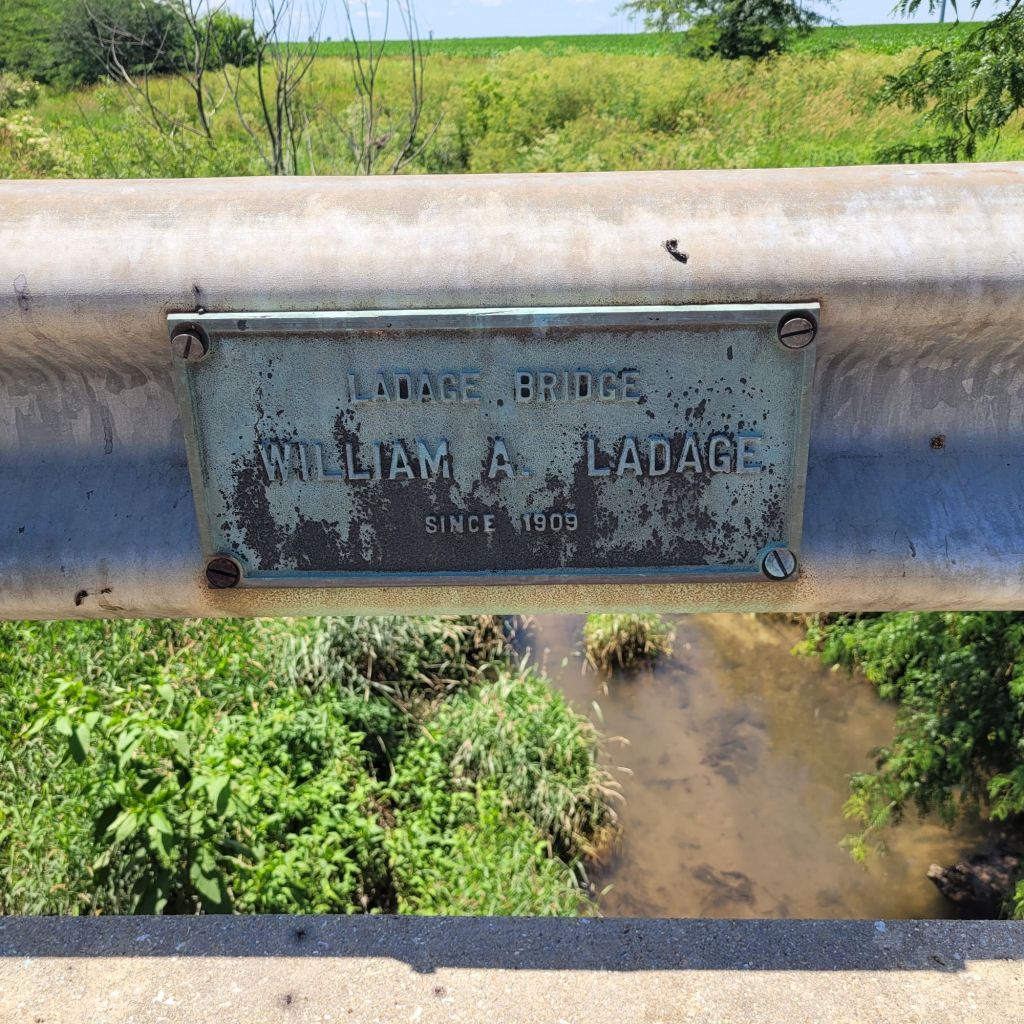 LADAGE BRIDGE
WILLIAM A. LADAGE
SINCE 1909